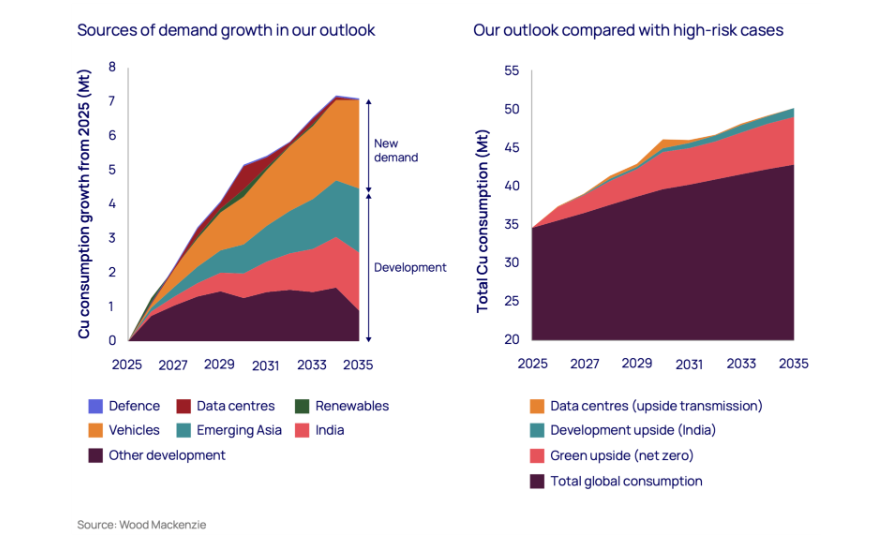 Sources of demand growth in our outlook
Cu consumption growth from 2025 (Mt)
8
7
6
5
4
3
2
1
0
2025 2027 2029 2031 2033 2035
New
demand
Development
Defence Data centres Renewables
Vehicles Emerging Asia India
Other development
Our outlook compared with high-risk cases
Total Cu consumption (Mt)
55
50
45
40
35
30
25
20
2025 2027 2029 2031 2033 2035
Data centres (upside transmission)
Development upside (India)
Green upside (net zero)
Total global consumption
Source: Wood Mackenzie